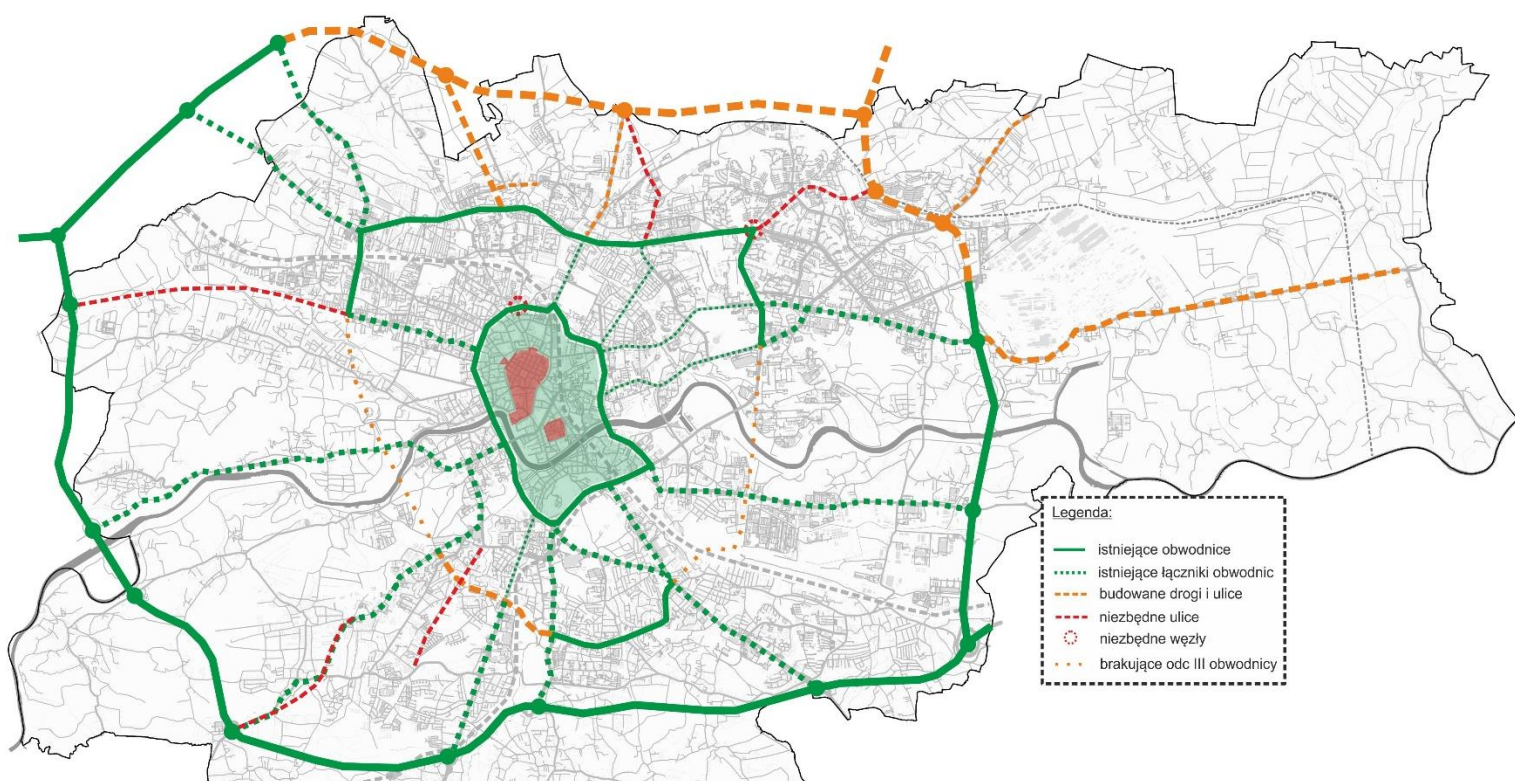 Legenda:
istniejące obwodnice
istniejące łączniki obwodnic
budowane drogi i ulice
niezbędne ulice
niezbędne węzły
brakujące odc III obwodnicy